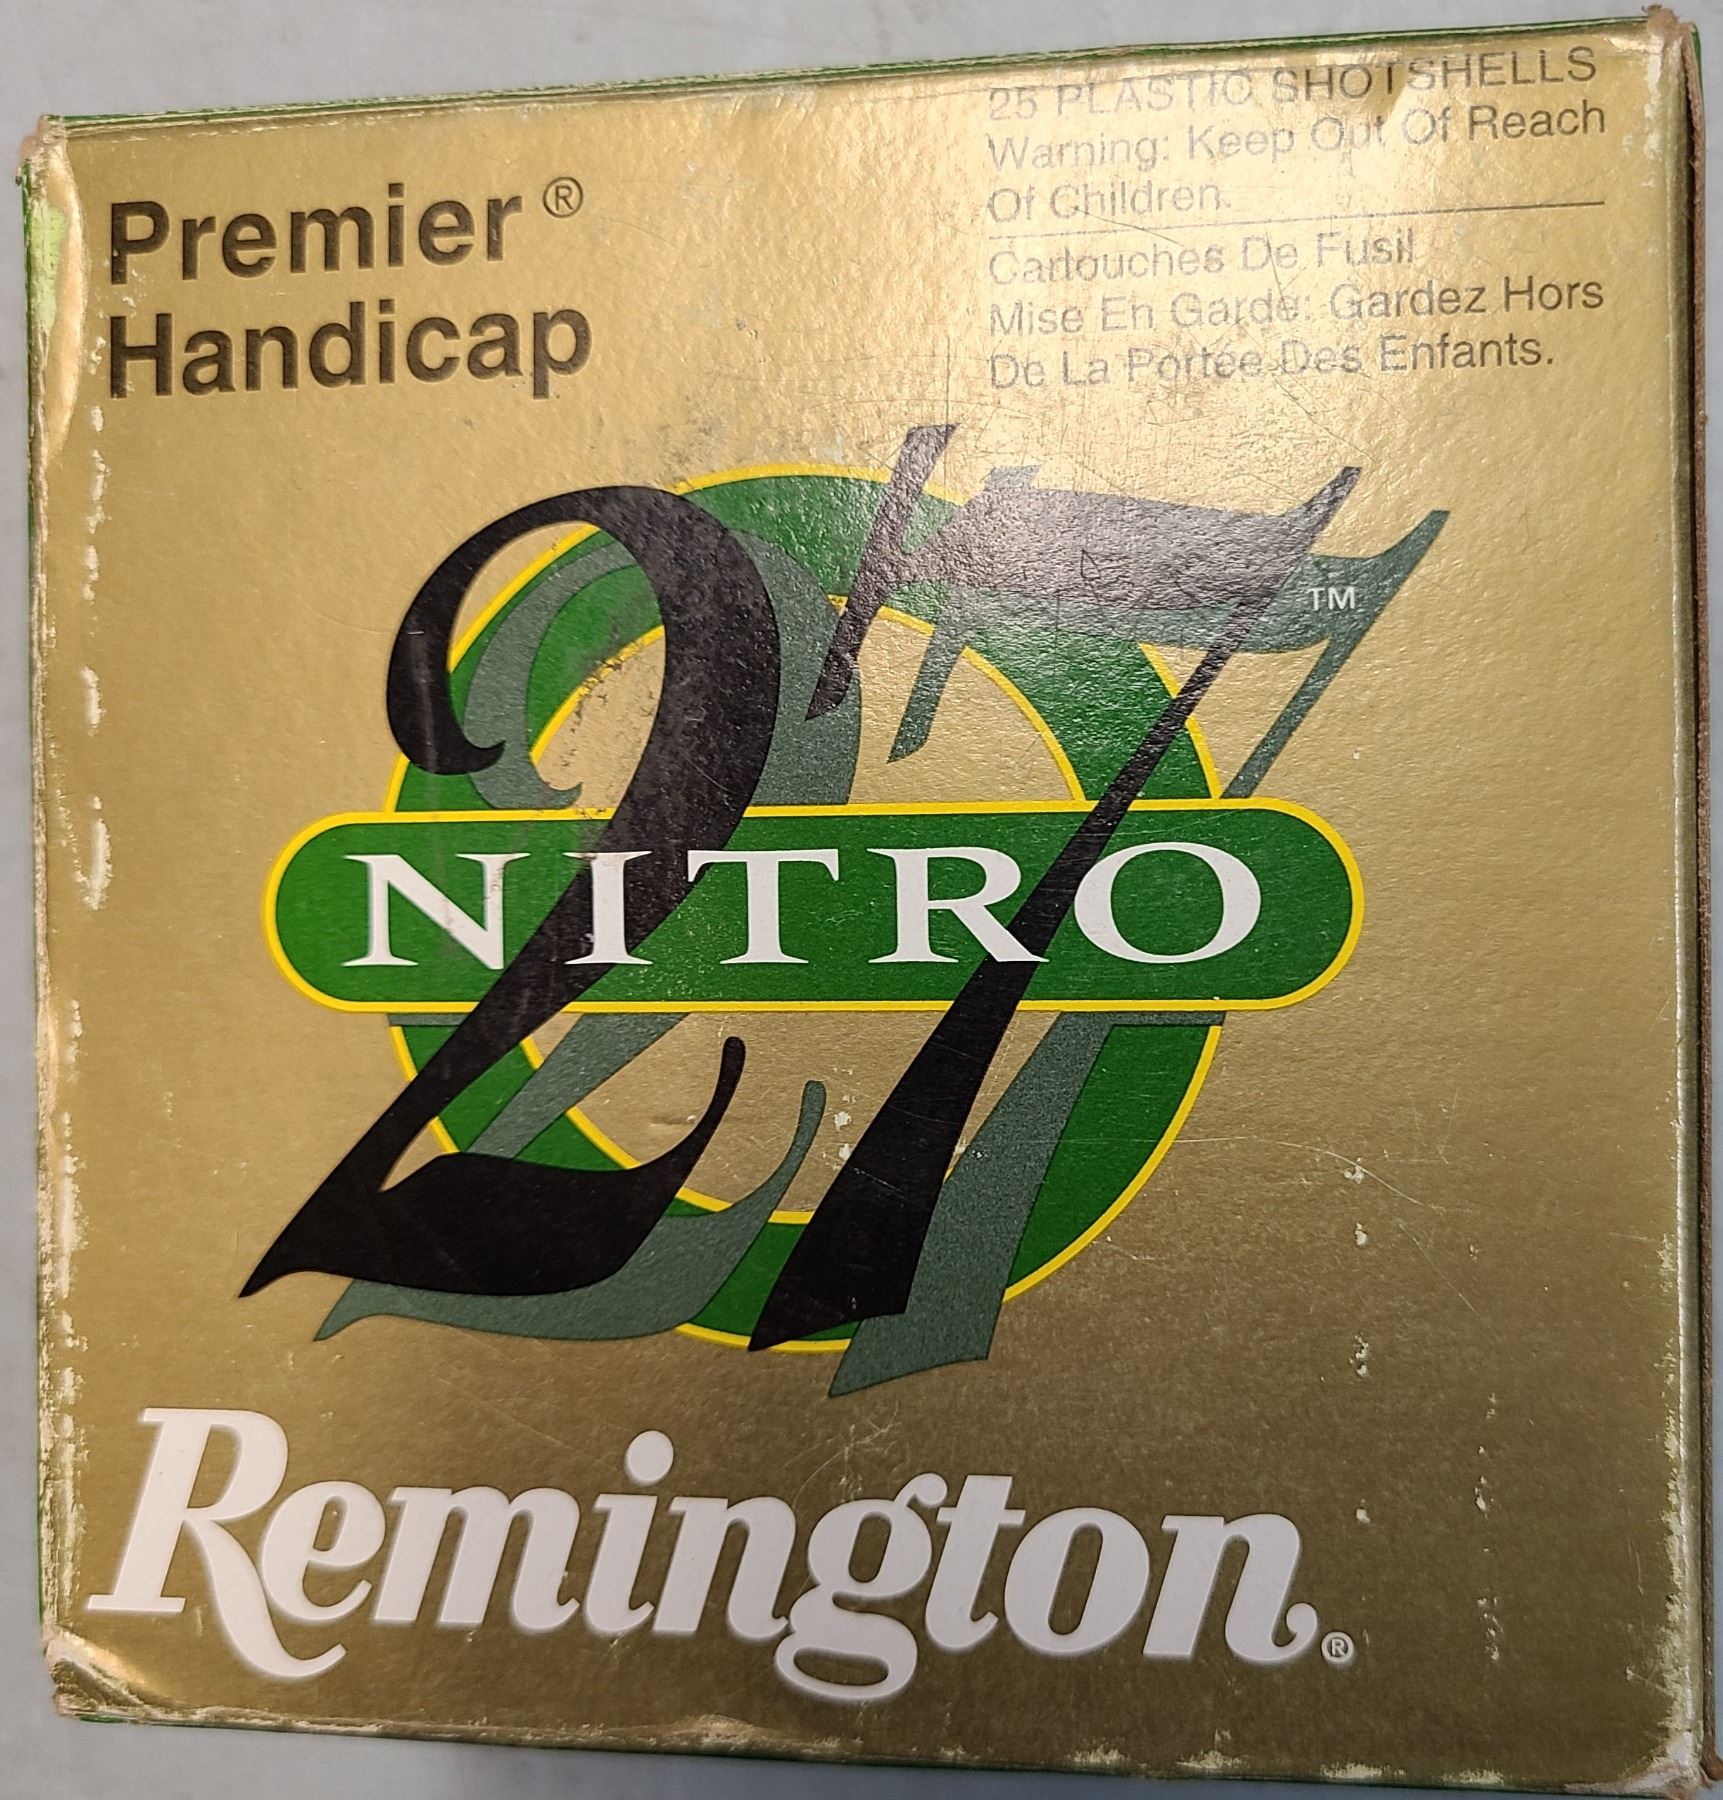 25 PLASTIC SHOTSHELLS
Warning: Keep Out Of Reach
Of Children.
Cartouches De Fusil
Mise En Garde: Gardez Hors
De La Portée Des Enfants.
Premier®
Handicap
27™
NITRO
Remington®